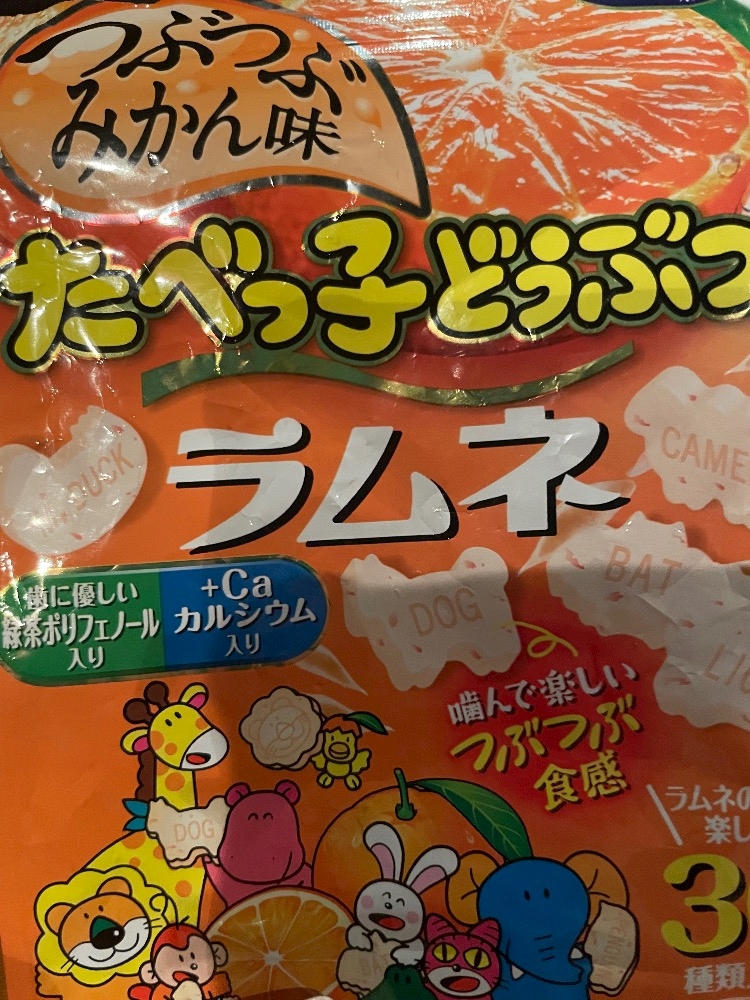 つぶつぶ
みかん味
たべっ子どうぶつ
ラムネ
DUCK
CAME
BAT
DOG
LIO
歯に優しい
緑茶ポリフェノール
入り
+Ca
カルシウム
入り
噛んで楽しい
つぶつぶ
食感
ラムネの
楽し
3
種類
DOG